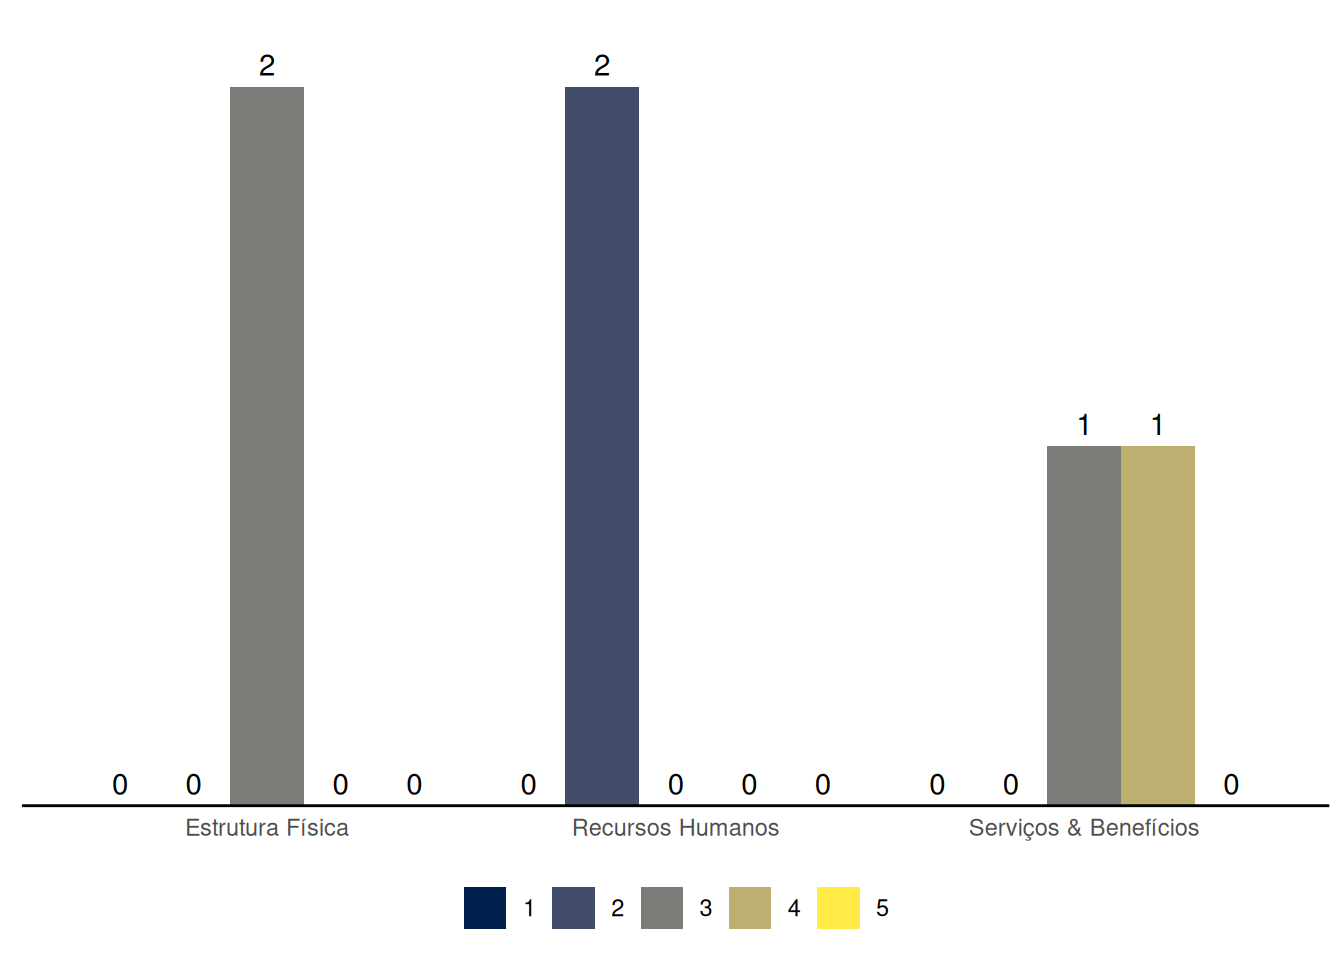 2 2
1 1
0 0 0 0 0 0 0 0 0 0 0
Estrutura Física Recursos Humanos Serviços & Benefícios
1 2 3 4 5